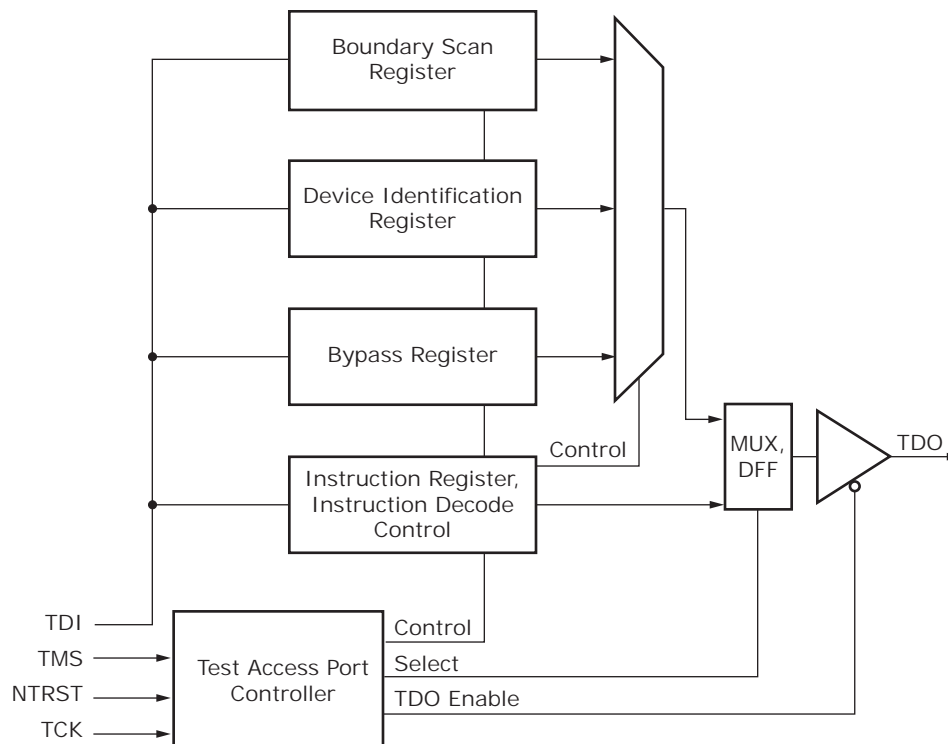 Boundary Scan
Register
Device Identification
Register
Bypass Register
Control
MUX,
DFF
TDO
Instruction Register,
Instruction Decode
Control
TDI
TMS
NTRST
TCK
Test Access Port
Controller
Control
Select
TDO Enable